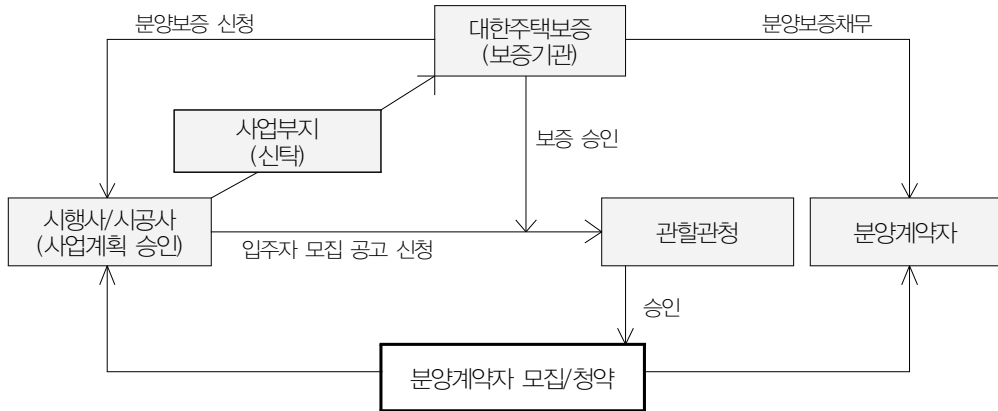 분양보증 신청
대한주택보증
(보증기관)
분양보증채무
사업부지
(신탁)
보증 승인
시행사/시공사
(사업계획 승인)
입주자 모집 공고 신청
관할관청
분양계약자
승인
분양계약자 모집/청약